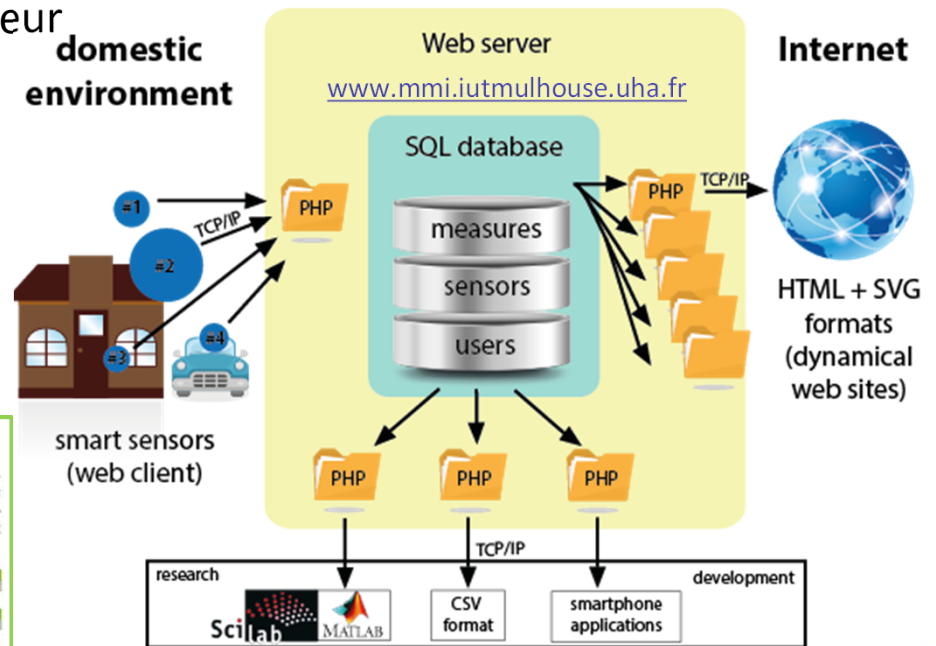 eur
domestic
environment
#1
#2
TCP/IP
#3
#4
smart sensors
(web client)
Web server
www.mmi.iutmulhouse.uha.fr
PHP
SQL database
measures
sensors
users
PHP
TCP/IP
Internet
HTML + SVG
formats
(dynamical
web sites)
PHP
PHP
PHP
TCP/IP
research
development
Scilab
MATLAB
CSV
format
smartphone
applications